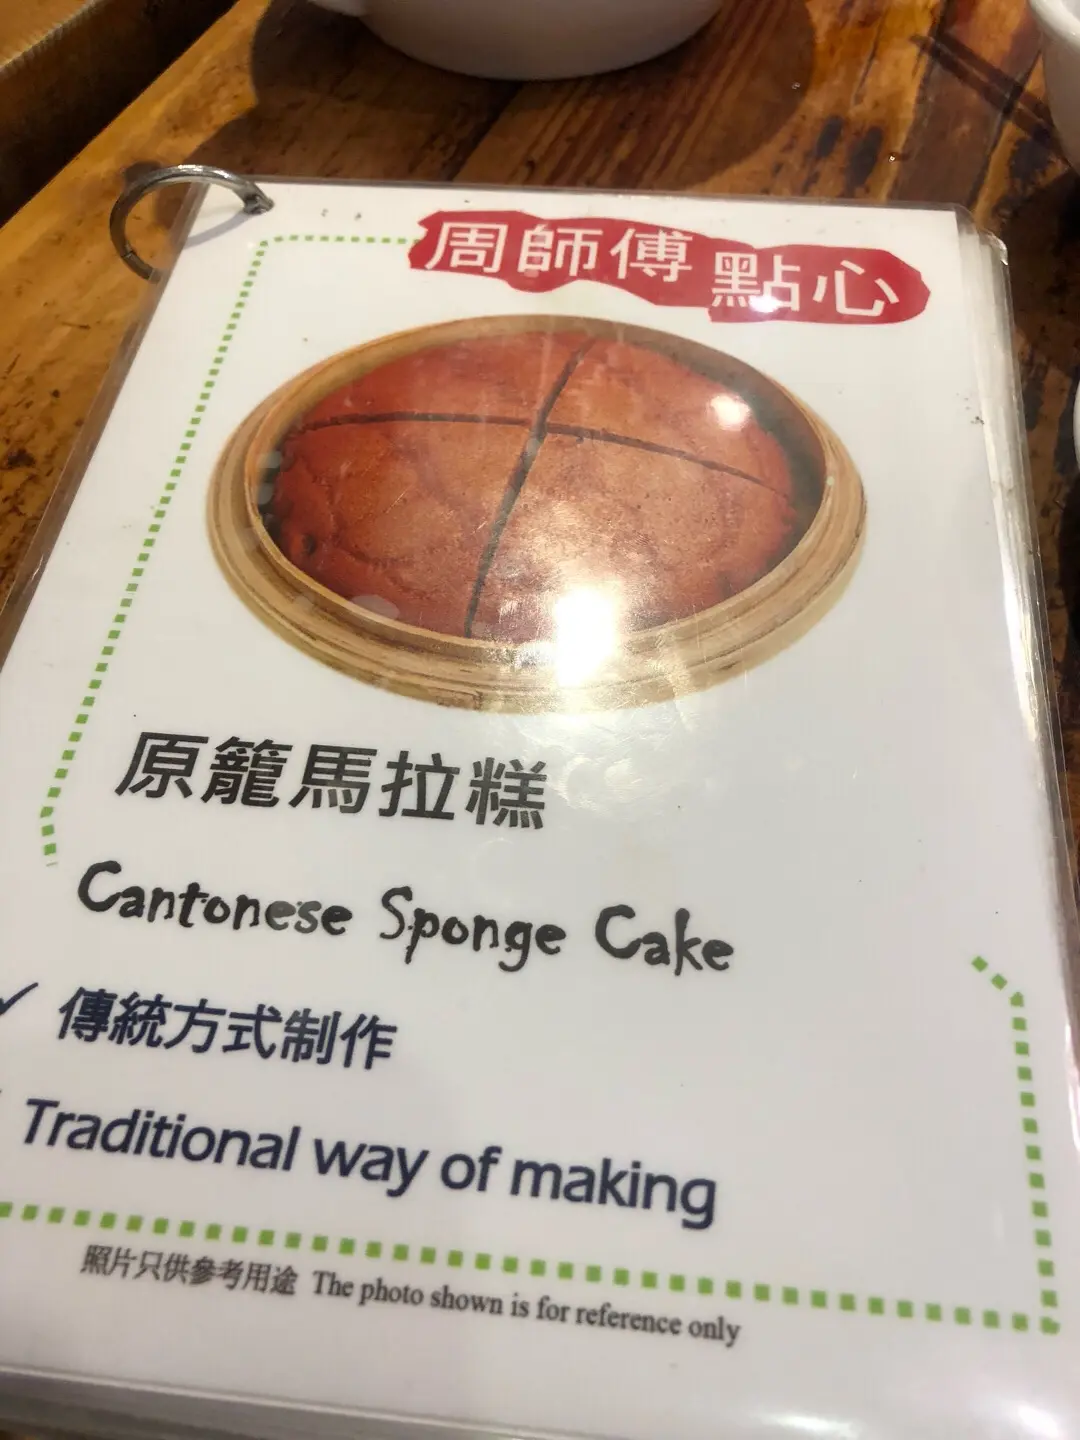 周師傅點心
原籠馬拉糕
Cantonese Sponge Cake
✓ 傳統方式制作
Traditional way of making
照片只供參考用途 The photo shown is for reference only